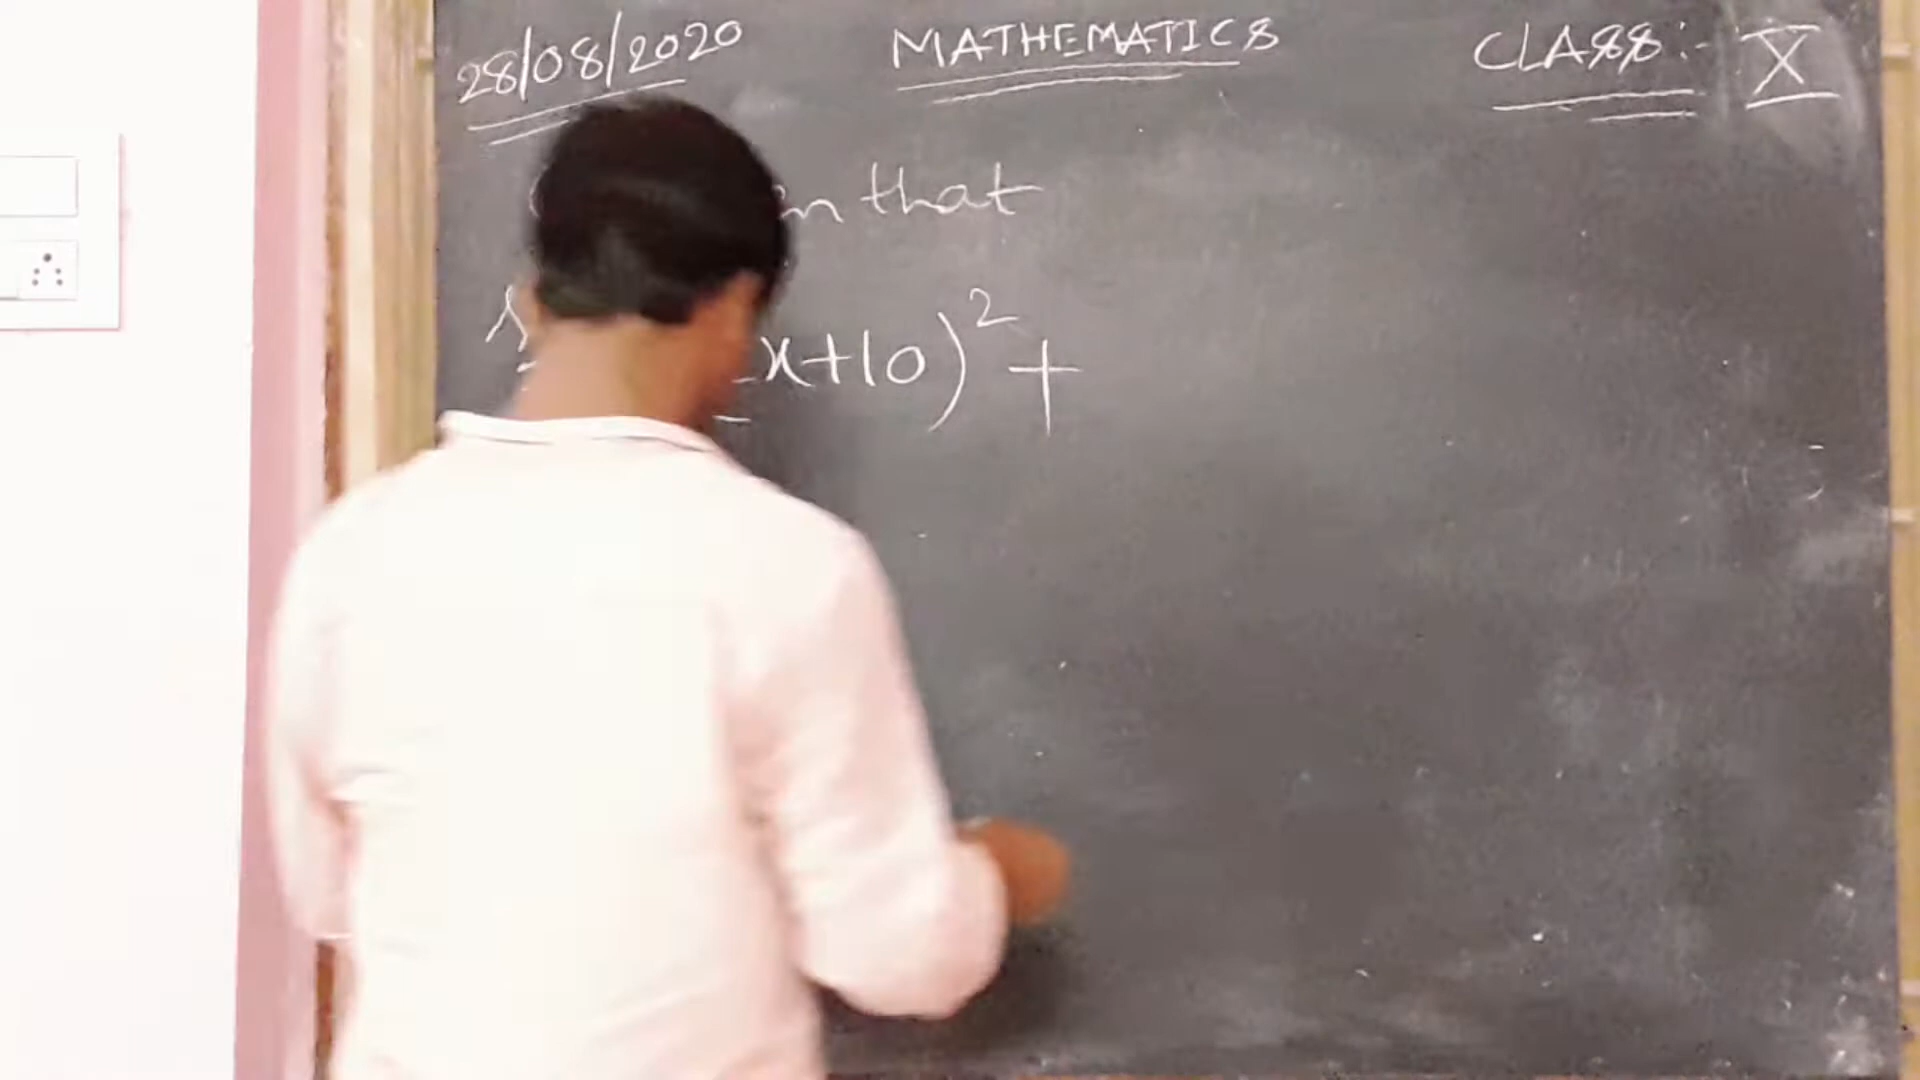 28/08/2020 MATHEMATICS CLASS:- X
that
x+10)² +